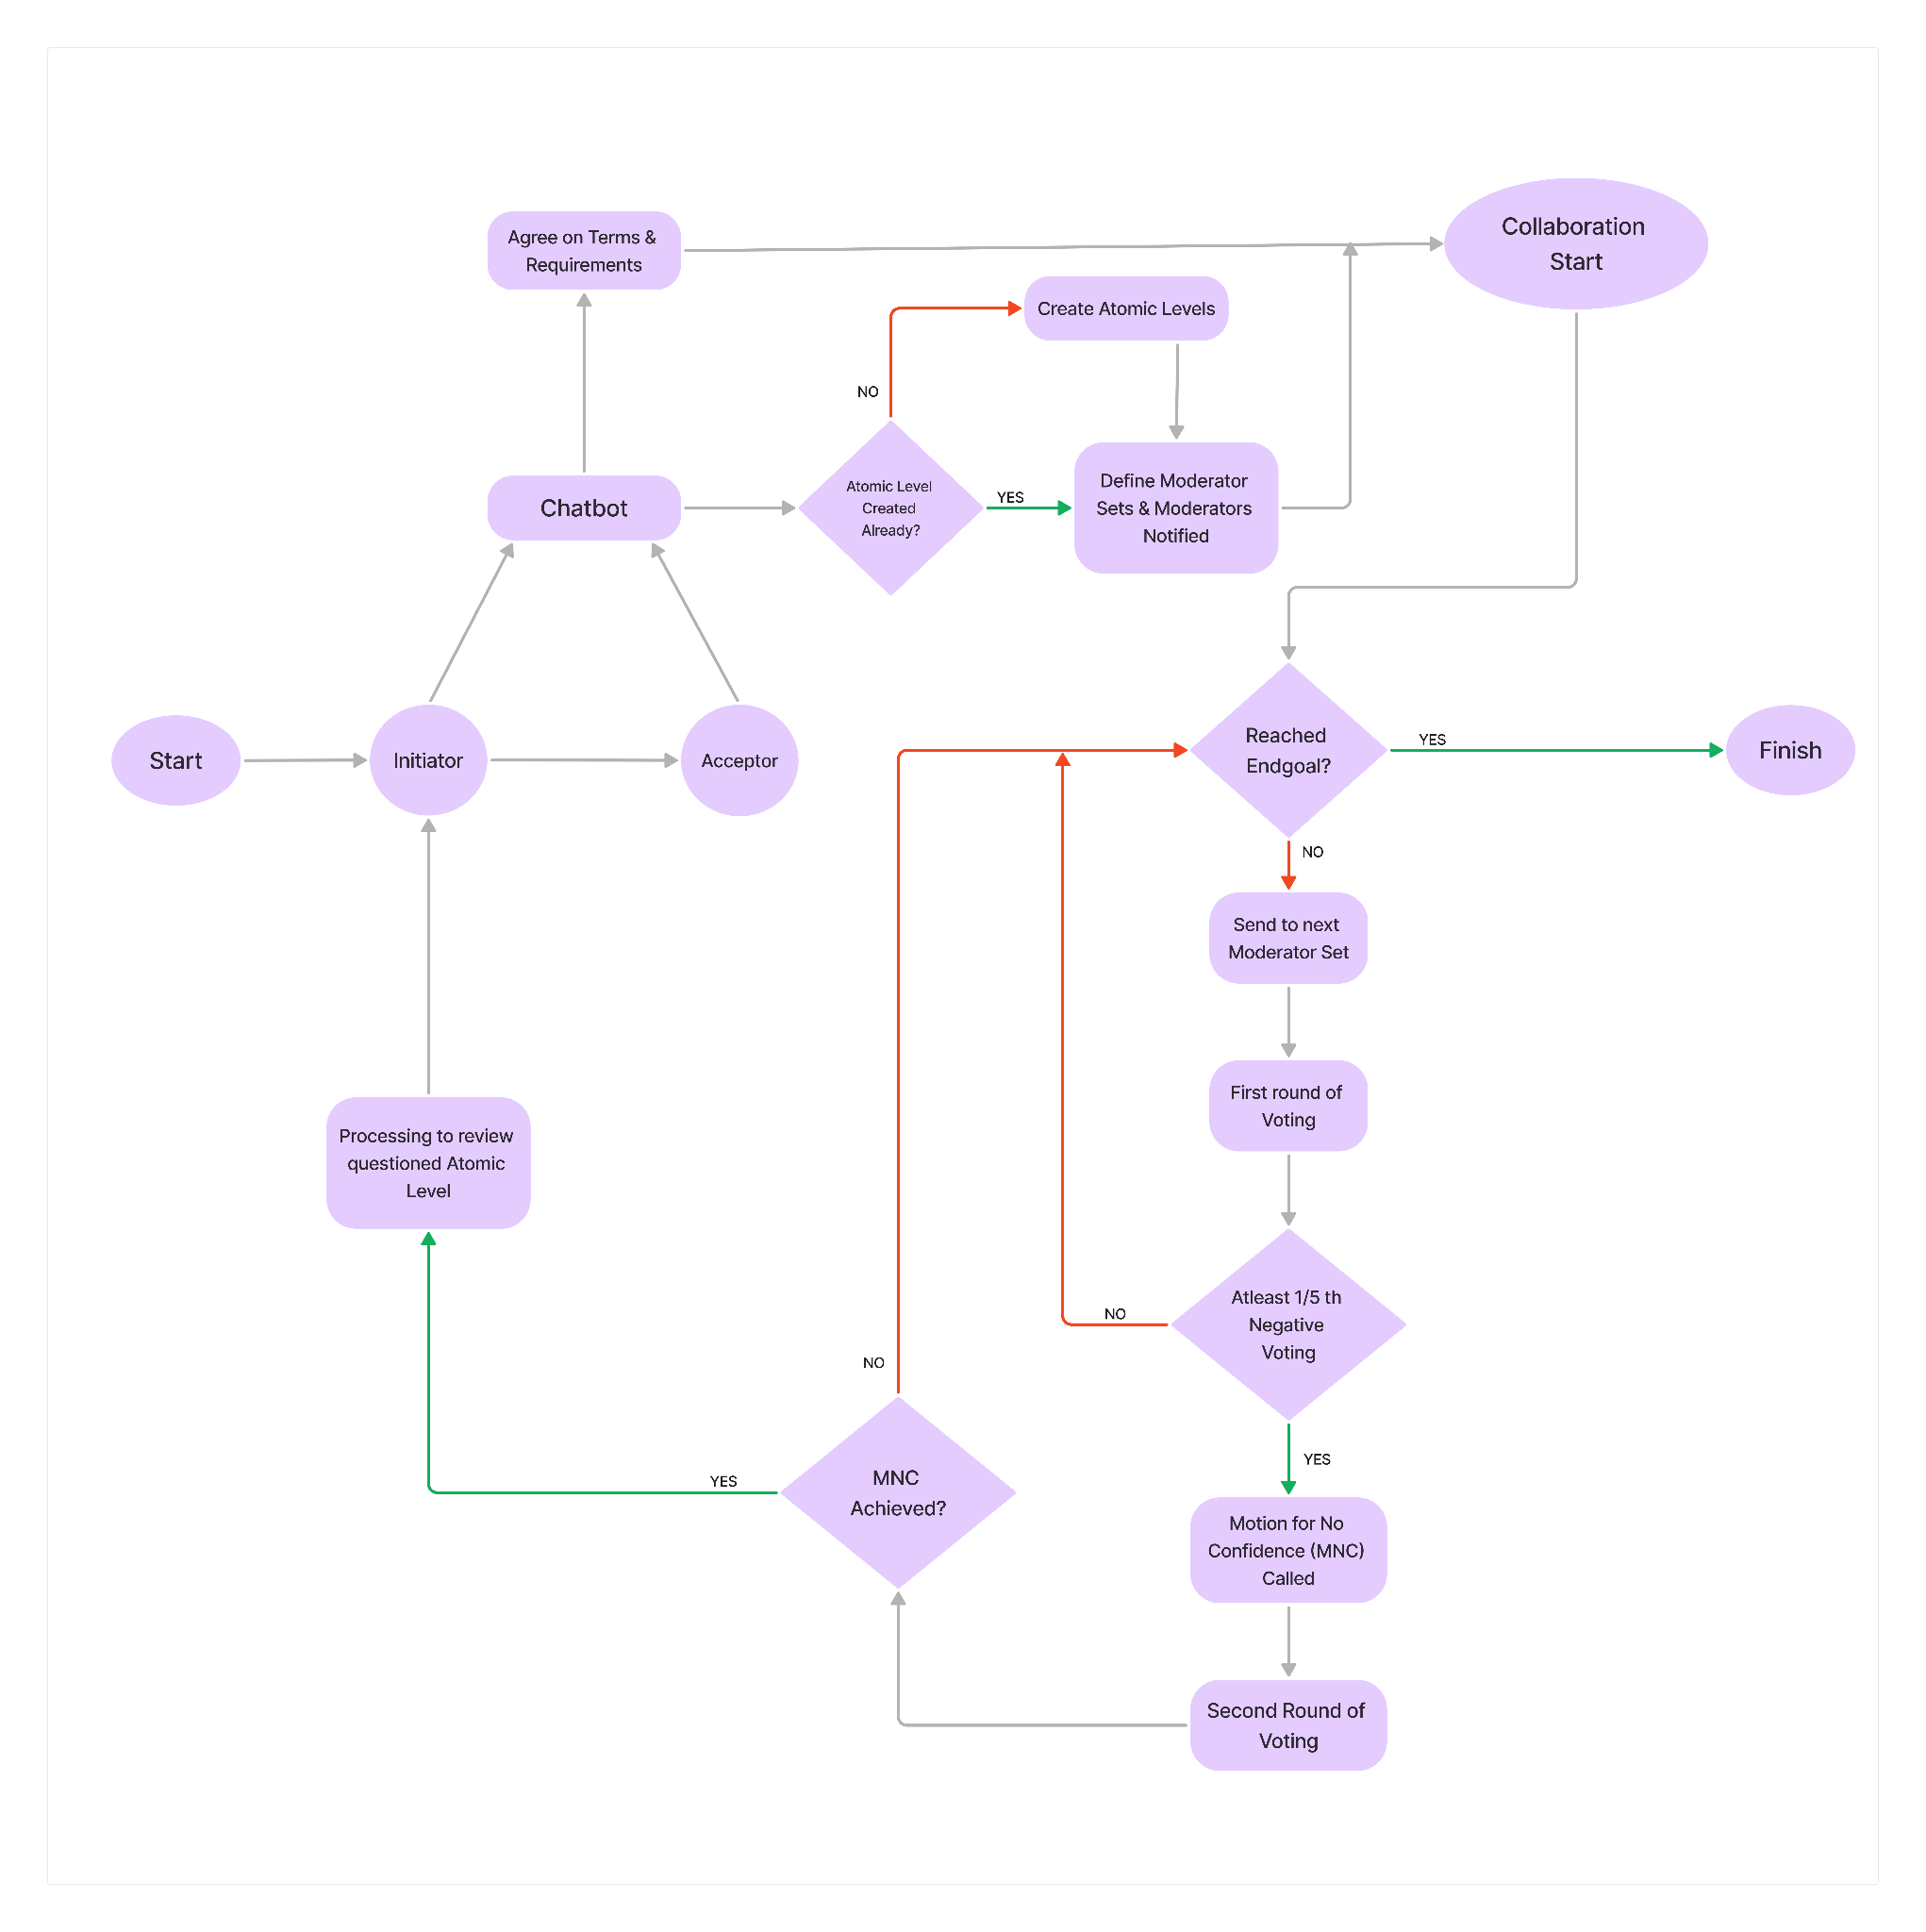 Agree on Terms &
Requirements
Collaboration
Start
Create Atomic Levels
NO
Chatbot
Atomic Level
Created
Already?
YES
Define Moderator
Sets & Moderators
Notified
Start
Initiator
Acceptor
Reached
Endgoal?
YES
Finish
NO
Send to next
Moderator Set
First round of
Voting
Processing to review
questioned Atomic
Level
Atleast 1/5 th
Negative
Voting
NO
NO
YES
MNC
Achieved?
YES
Motion for No
Confidence (MNC)
Called
Second Round of
Voting